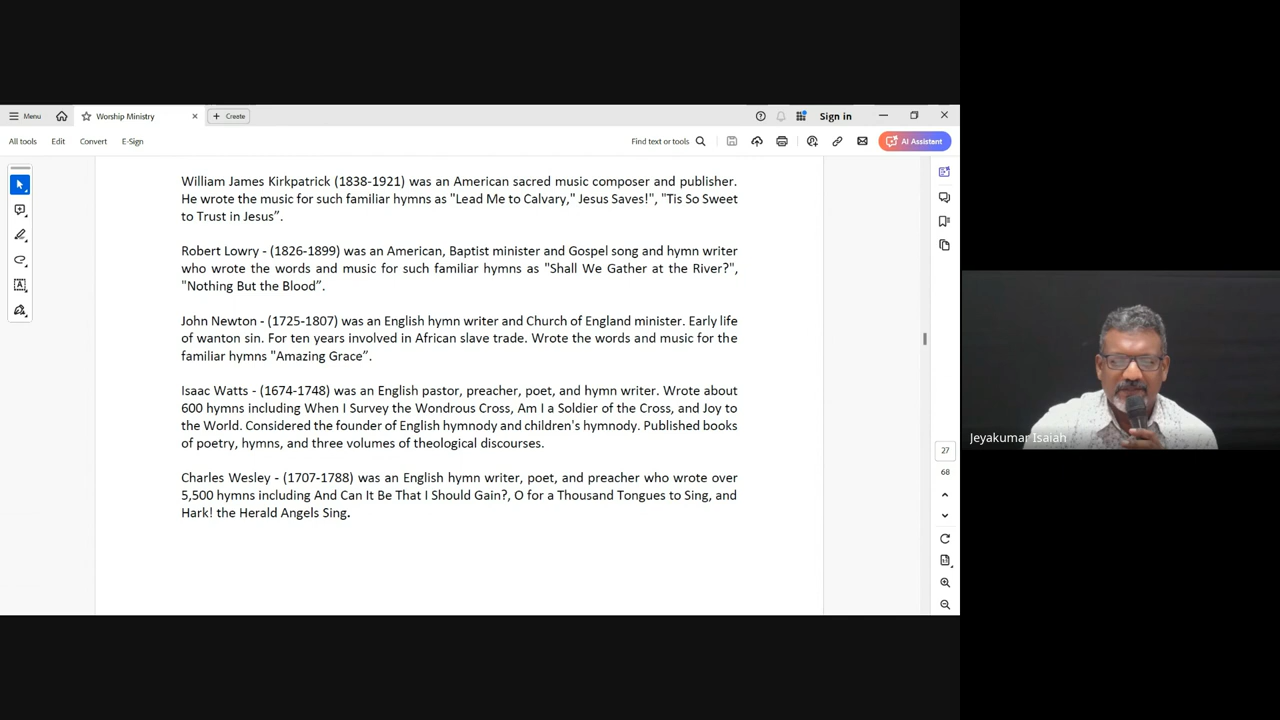 Menu
Worship Ministry
Create
Sign in
All tools
Edit
Convert
E-Sign
Find text or tools
AI Assistant
William James Kirkpatrick (1838-1921) was an American sacred music composer and publisher.
He wrote the music for such familiar hymns as "Lead Me to Calvary," Jesus Saves!", "Tis So Sweet
to Trust in Jesus”.
Robert Lowry - (1826-1899) was an American, Baptist minister and Gospel song and hymn writer
who wrote the words and music for such familiar hymns as "Shall We Gather at the River?",
"Nothing But the Blood”.
John Newton - (1725-1807) was an English hymn writer and Church of England minister. Early life
of wanton sin. For ten years involved in African slave trade. Wrote the words and music for the
familiar hymns "Amazing Grace”.
Isaac Watts - (1674-1748) was an English pastor, preacher, poet, and hymn writer. Wrote about
600 hymns including When I Survey the Wondrous Cross, Am I a Soldier of the Cross, and Joy to
the World. Considered the founder of English hymnody and children's hymnody. Published books
of poetry, hymns, and three volumes of theological discourses.
Charles Wesley - (1707-1788) was an English hymn writer, poet, and preacher who wrote over
5,500 hymns including And Can It Be That I Should Gain?, O for a Thousand Tongues to Sing, and
Hark! the Herald Angels Sing.
27
68
Jeyakumar Isaiah